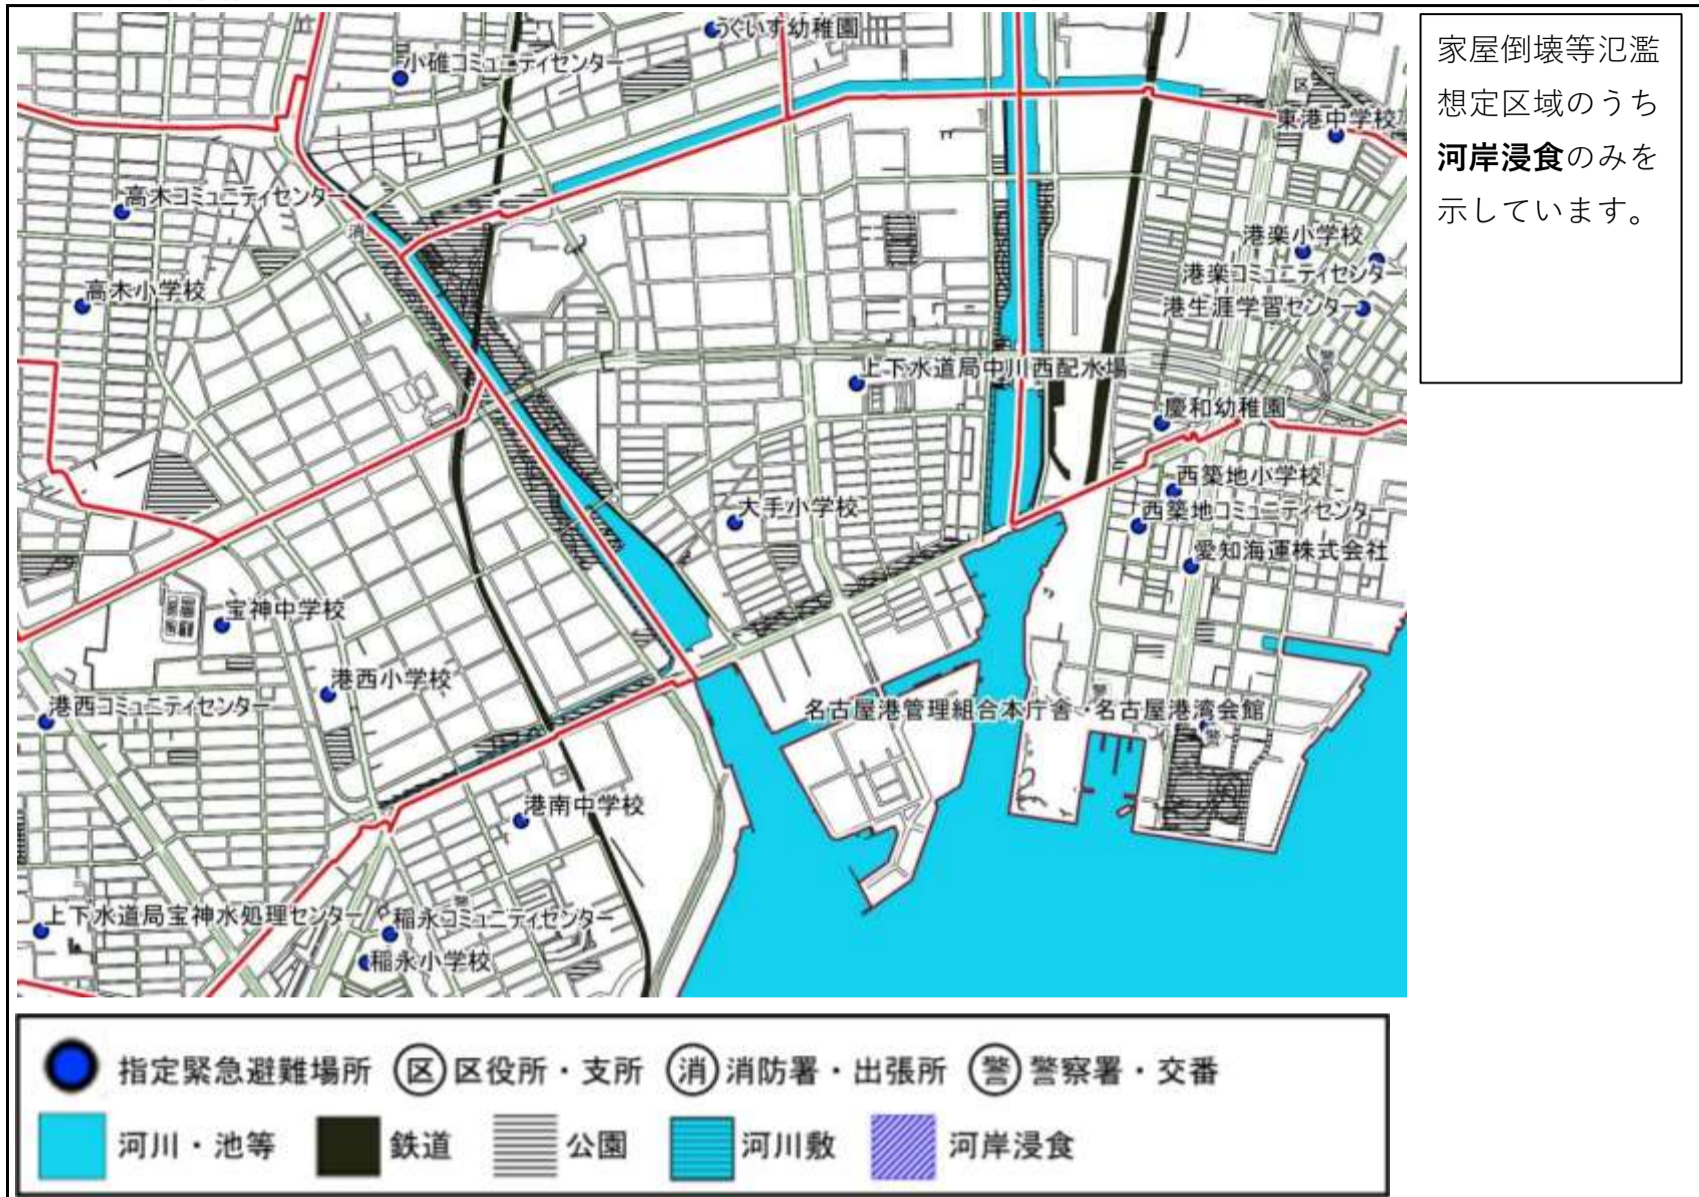 うぐいす幼稚園
小碓コミュニティセンター
区
東港中学校
高木コミュニティセンター
消
港楽小学校
港楽コミュニティセンター
高木小学校
港生涯学習センター
警
上下水道局中川西配水場
慶和幼稚園
西築地小学校
大手小学校
西築地コミュニティセンター
愛知海運株式会社
宝神中学校
港西小学校
警
港西コミュニティセンター
名古屋港管理組合本庁舎・名古屋港湾会館
警
港南中学校
警
上下水道局宝神水処理センター
稲永コミュニティセンター
稲永小学校
家屋倒壊等氾濫
想定区域のうち
河岸浸食のみを
示しています。
指定緊急避難場所 区 区役所・支所 消 消防署・出張所 警 警察署・交番
河川・池等 鉄道 公園 河川敷 河岸浸食